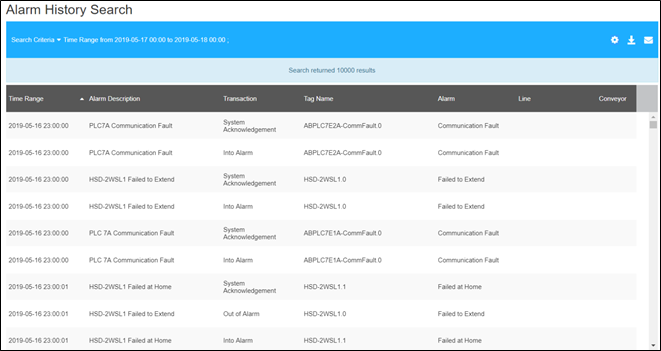 Alarm History Search
Search Criteria Time Range from 2019-05-17 00:00 to 2019-05-18 00:00 ;
Search returned 10000 results
Time Range Alarm Description Transaction Tag Name Alarm Line Conveyor
2019-05-16 23:00:00 PLC7A Communication Fault System Acknowledgement ABPLC7E2A-CommFault.0 Communication Fault
2019-05-16 23:00:00 PLC7A Communication Fault Into Alarm ABPLC7E2A-CommFault.0 Communication Fault
2019-05-16 23:00:00 HSD-2WSL1 Failed to Extend System Acknowledgement HSD-2WSL1.0 Failed to Extend
2019-05-16 23:00:00 HSD-2WSL1 Failed to Extend Into Alarm HSD-2WSL1.0 Failed to Extend
2019-05-16 23:00:00 PLC 7A Communication Fault System Acknowledgement ABPLC7E1A-CommFault.0 Communication Fault
2019-05-16 23:00:00 PLC 7A Communication Fault Into Alarm ABPLC7E1A-CommFault.0 Communication Fault
2019-05-16 23:00:01 HSD-2WSL1 Failed at Home System Acknowledgement HSD-2WSL1.1 Failed at Home
2019-05-16 23:00:01 HSD-2WSL1 Failed to Extend Out of Alarm HSD-2WSL1.0 Failed to Extend
2019-05-16 23:00:01 HSD-2WSL1 Failed at Home Into Alarm HSD-2WSL1.1 Failed at Home